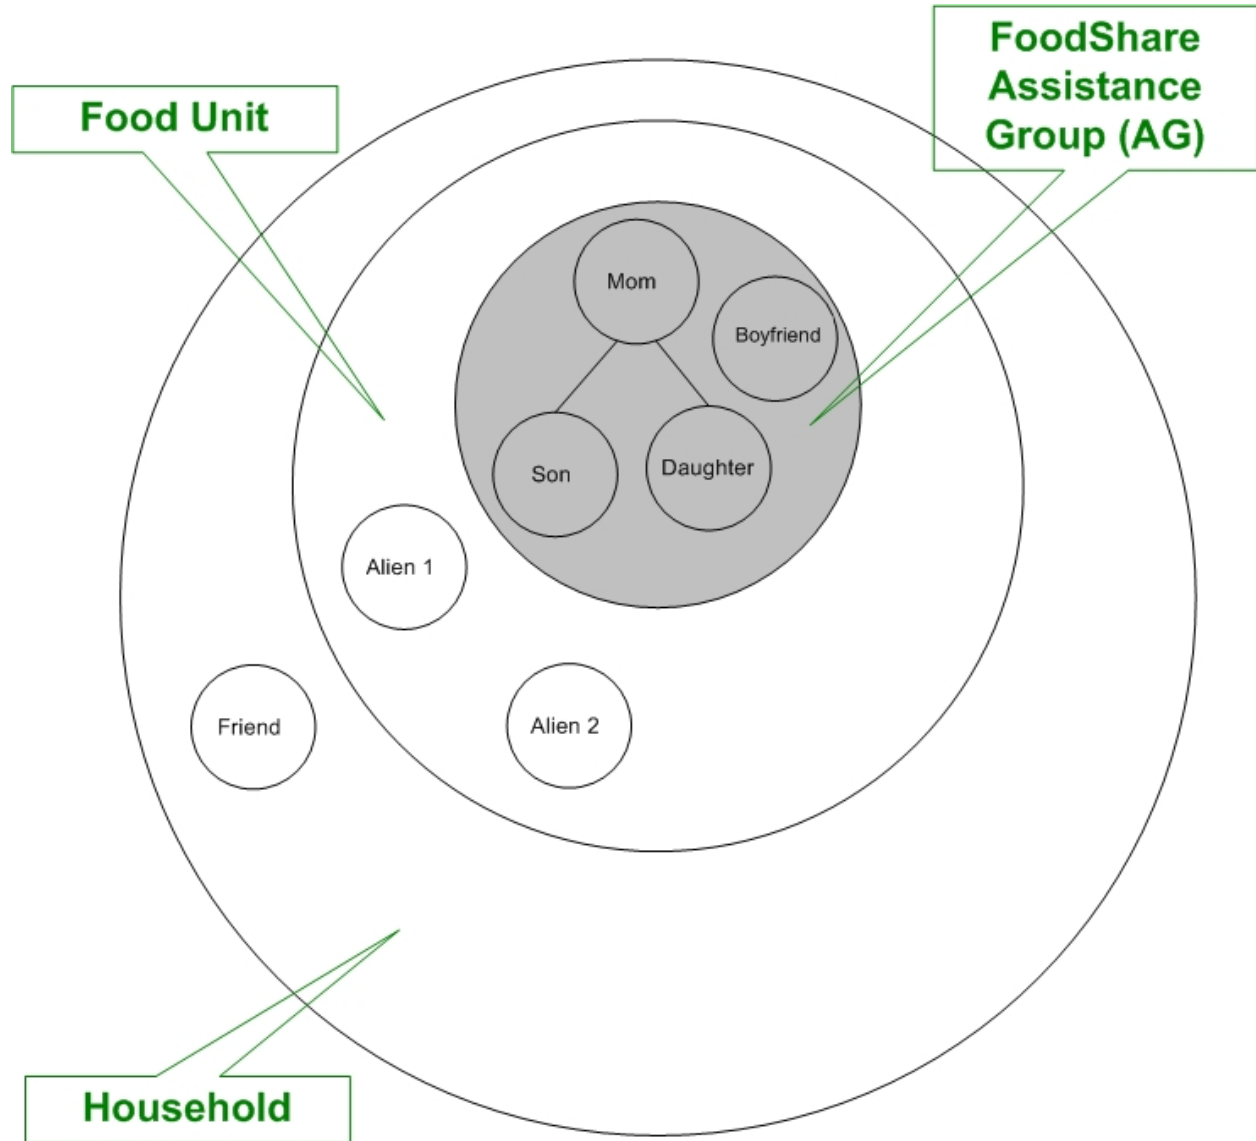 FoodShare
Assistance
Group (AG)
Food Unit
Mom
Boyfriend
Son
Daughter
Alien 1
Friend
Alien 2
Household